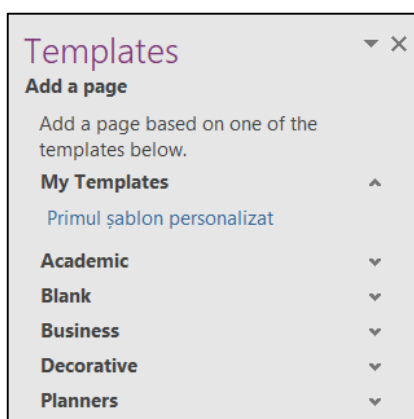 Templates
Add a page
Add a page based on one of the
templates below.
My Templates
Primul șablon personalizat
Academic
Blank
Business
Decorative
Planners